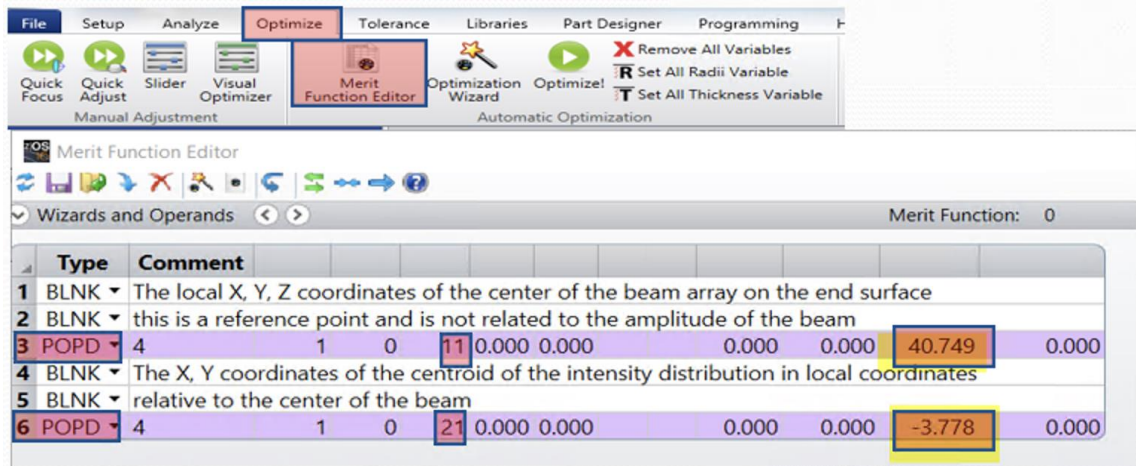 File Setup Analyze Optimize Tolerance Libraries Part Designer Programming
Quick Focus Quick Adjust Slider Visual Optimizer Merit Function Editor Optimization Wizard Optimize! Remove All Variables
R Set All Radii Variable
T Set All Thickness Variable
Manual Adjustment Automatic Optimization
ZOS Merit Function Editor
Wizards and Operands < > Merit Function: 0
Type Comment
1 BLNK The local X, Y, Z coordinates of the center of the beam array on the end surface
2 BLNK this is a reference point and is not related to the amplitude of the beam
3 POPD 4 1 0 11 0.000 0.000 0.000 0.000 40.749 0.000
4 BLNK The X, Y coordinates of the centroid of the intensity distribution in local coordinates
5 BLNK relative to the center of the beam
6 POPD 4 1 0 21 0.000 0.000 0.000 0.000 -3.778 0.000